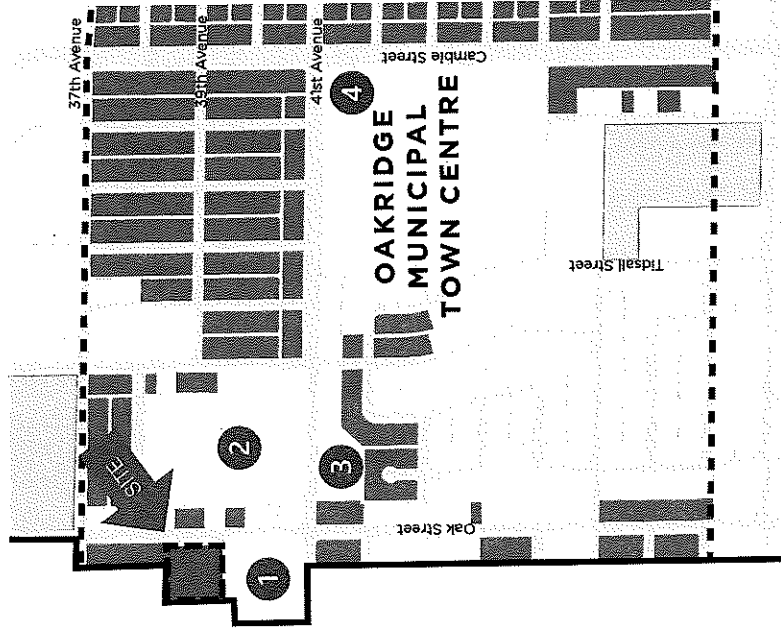 37th Avenue
39th Avenue
41st Avenue
Cambie Street
4
OAKRIDGE
MUNICIPAL
TOWN CENTRE
Tidsall Street
SITE
2
3
Oak Street
1